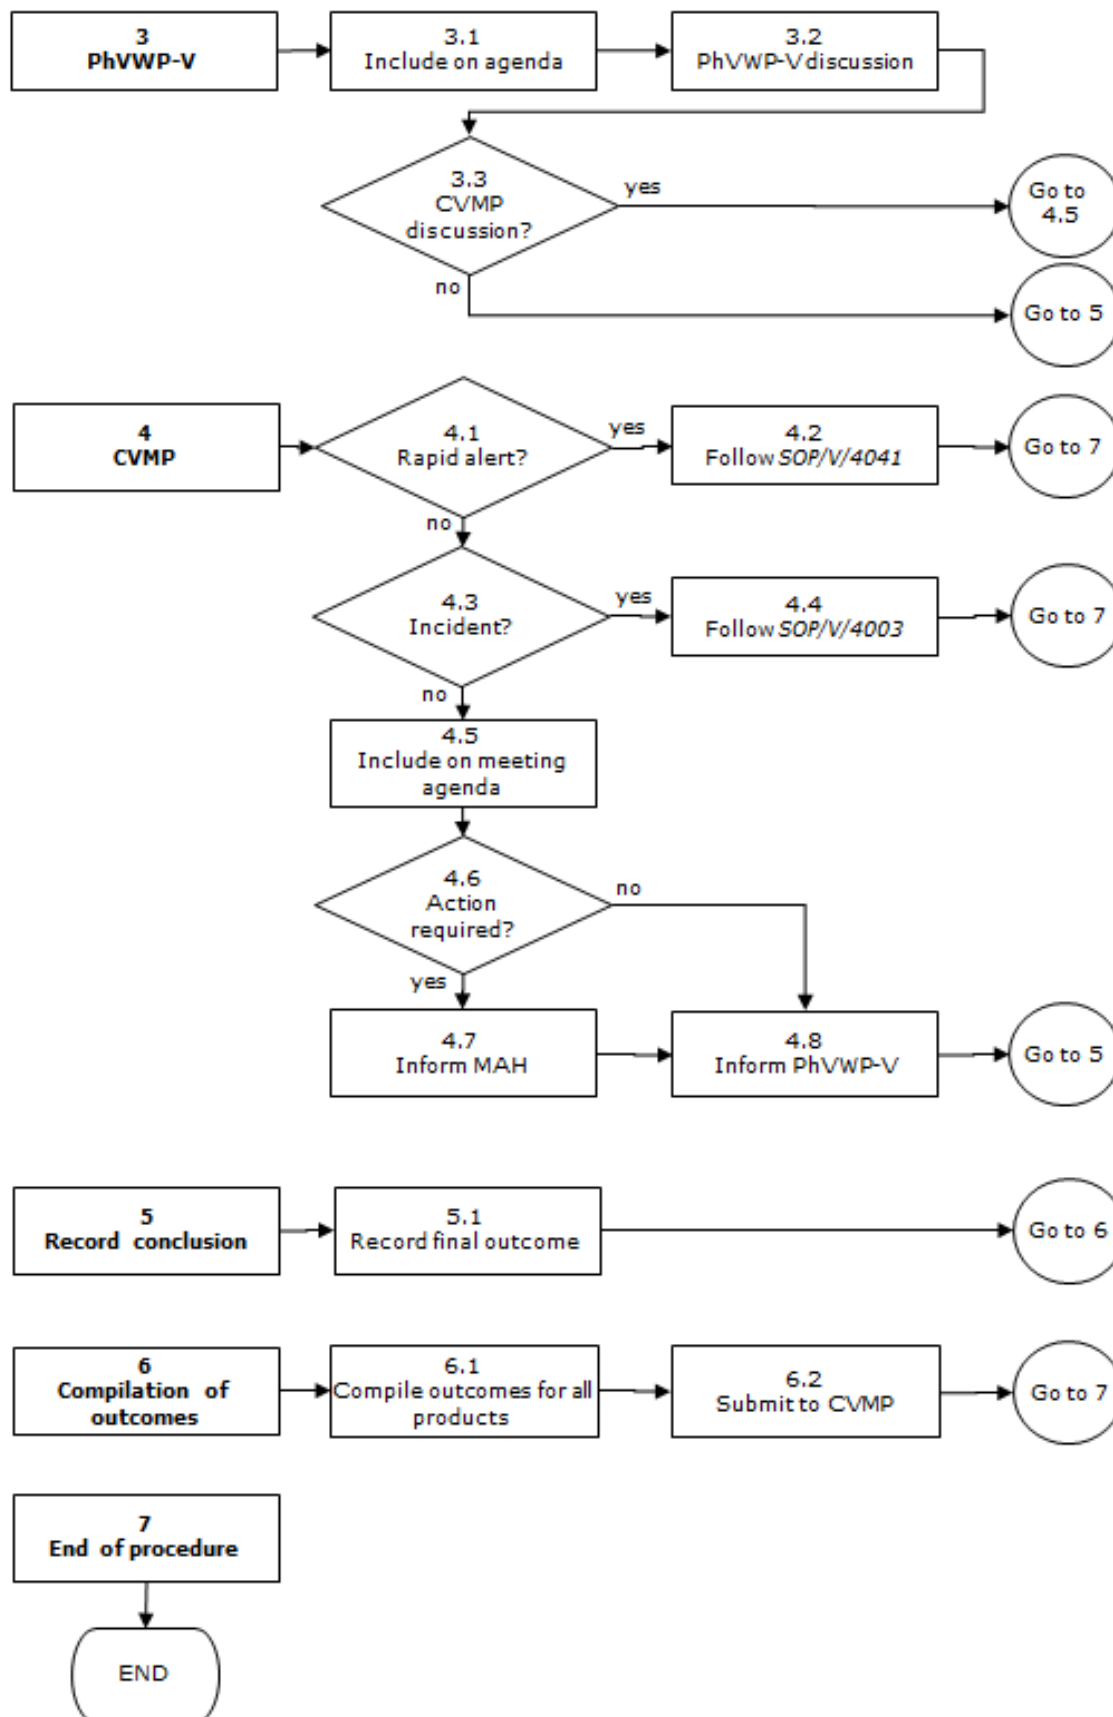 3
PhVWP-V
3.1
Include on agenda
3.2
PhVWP-V discussion
3.3
CVMP
discussion?
yes
Go to
4.5
no
Go to 5
4
CVMP
4.1
Rapid alert?
yes
4.2
Follow SOP/V/4041
Go to 7
no
4.3
Incident?
yes
4.4
Follow SOP/V/4003
Go to 7
no
4.5
Include on meeting
agenda
4.6
Action
required?
no
yes
4.7
Inform MAH
4.8
Inform PhVWP-V
Go to 5
5
Record conclusion
5.1
Record final outcome
Go to 6
6
Compilation of
outcomes
6.1
Compile outcomes for all
products
6.2
Submit to CVMP
Go to 7
7
End of procedure
END